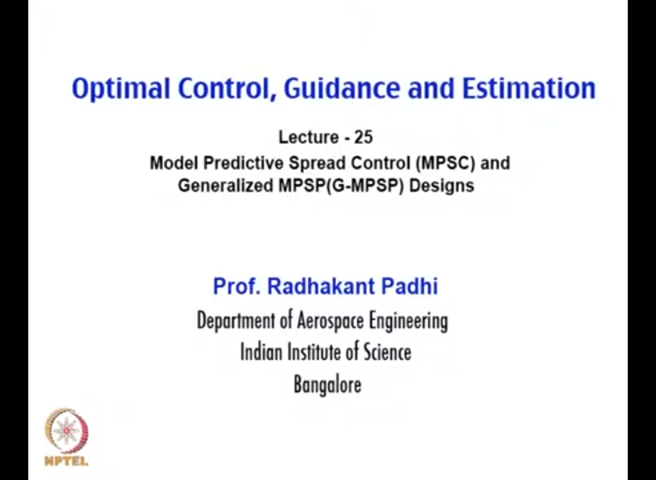 Optimal Control, Guidance and Estimation
Lecture - 25
Model Predictive Spread Control (MPSC) and
Generalized MPSP(G-MPSP) Designs
Prof. Radhakant Padhi
Department of Aerospace Engineering
Indian Institute of Science
Bangalore
NPTEL